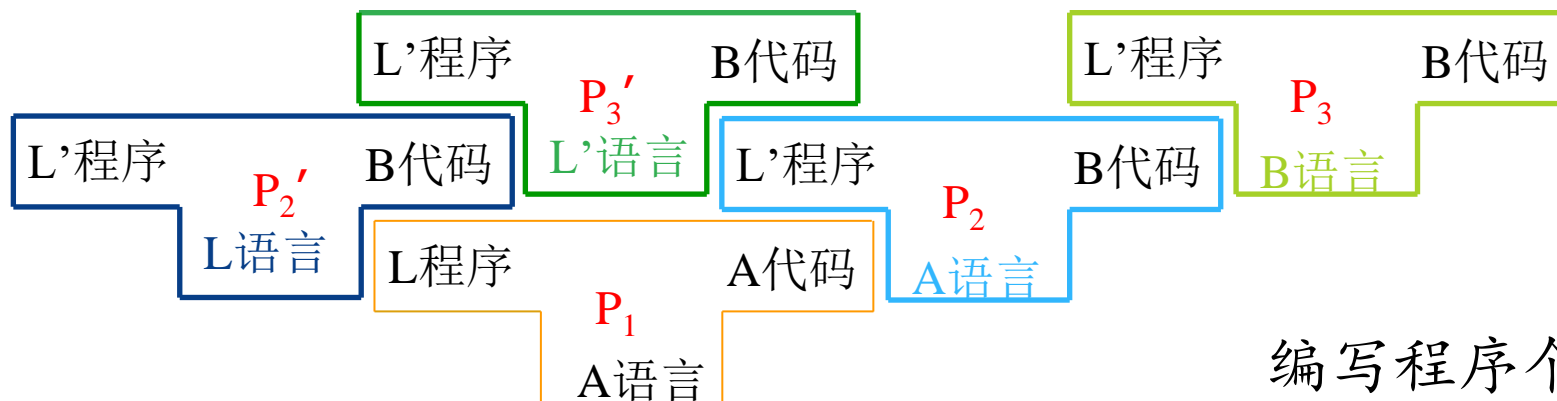 L’程序 B代码
P3′
L’语言
L’程序 B代码
P3
B语言
L’程序 B代码
P2′
L语言
L’程序 B代码
P2
A语言
L程序 A代码
P1
A语言
编写程序个